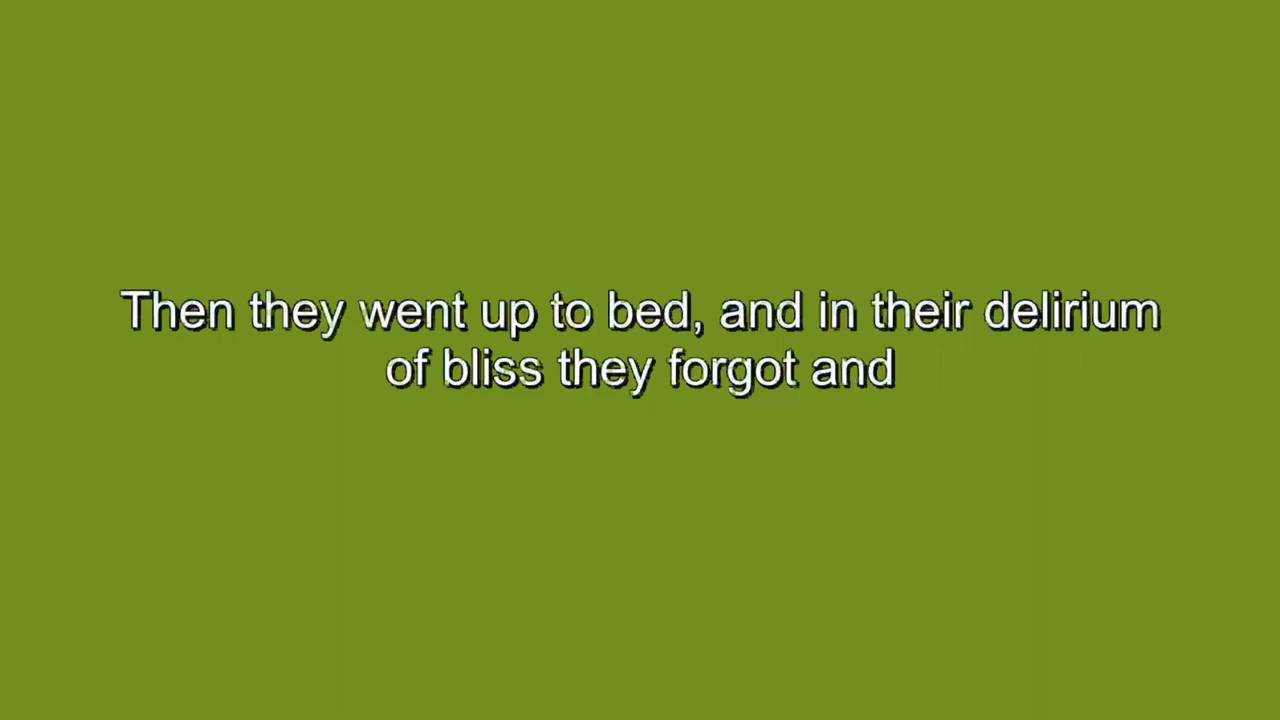 Then they went up to bed, and in their delirium
of bliss they forgot and